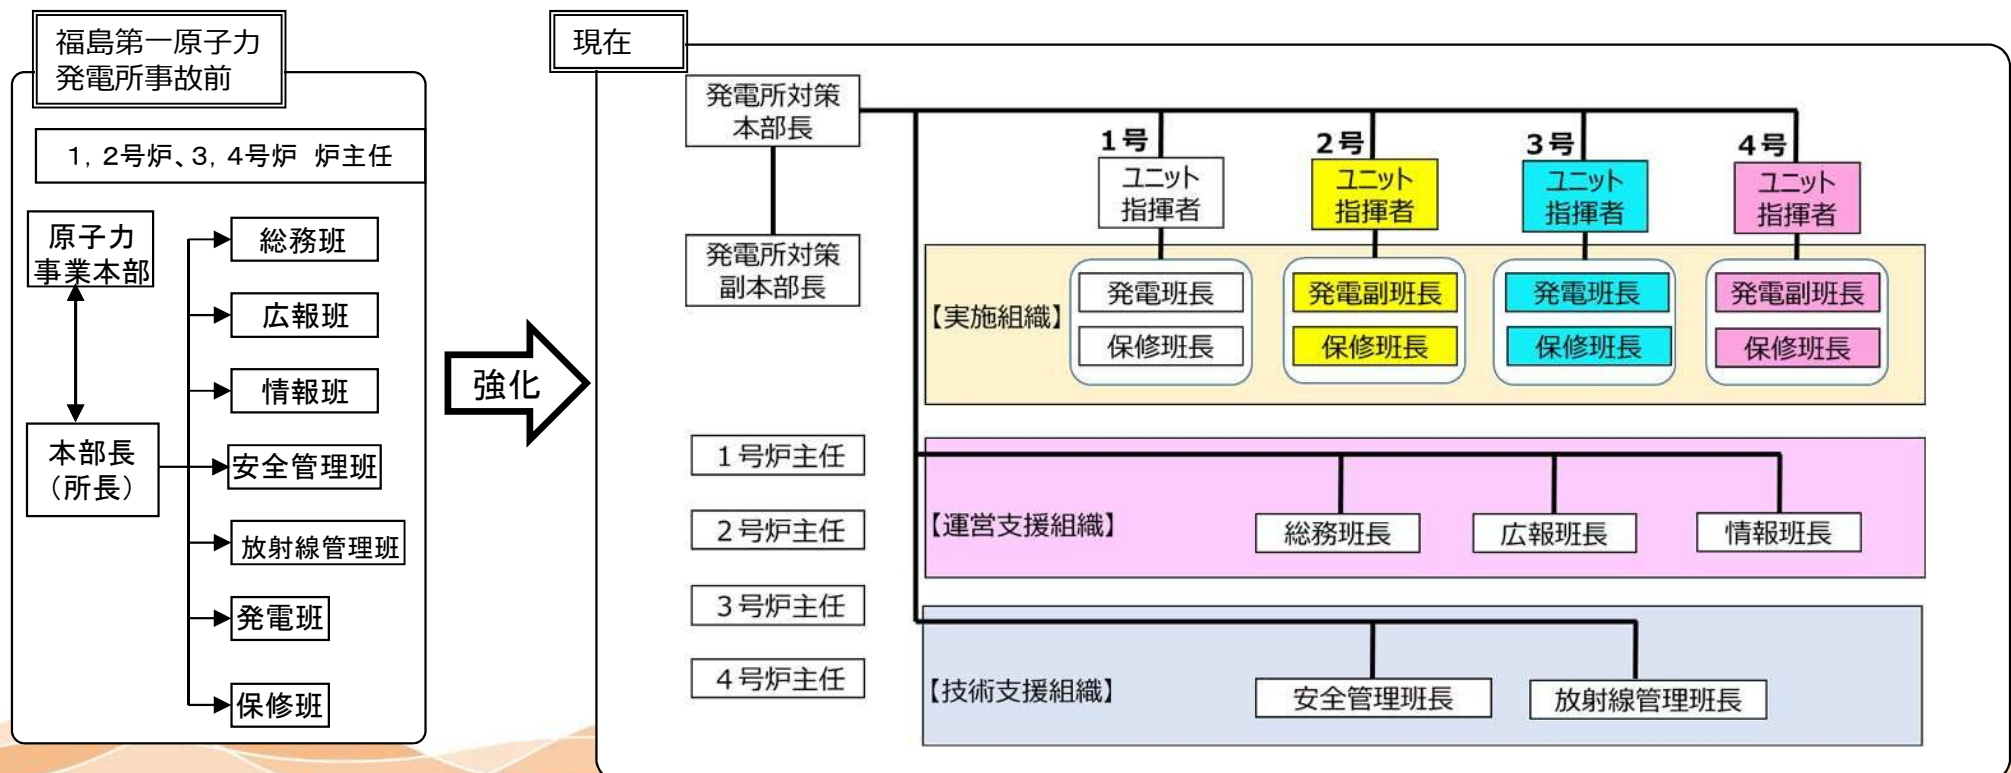 福島第一原子力
発電所事故前
1，2号炉、3，4号炉 炉主任
原子力
事業本部
本部長
（所長）
総務班
広報班
情報班
安全管理班
放射線管理班
発電班
保修班
強化
現在
発電所対策
本部長
発電所対策
副本部長
1号
ユニット
指揮者
2号
ユニット
指揮者
3号
ユニット
指揮者
4号
ユニット
指揮者
【実施組織】
発電班長
保修班長
発電副班長
保修班長
発電班長
保修班長
発電副班長
保修班長
1号炉主任
2号炉主任
3号炉主任
4号炉主任
【運営支援組織】
総務班長
広報班長
情報班長
【技術支援組織】
安全管理班長
放射線管理班長